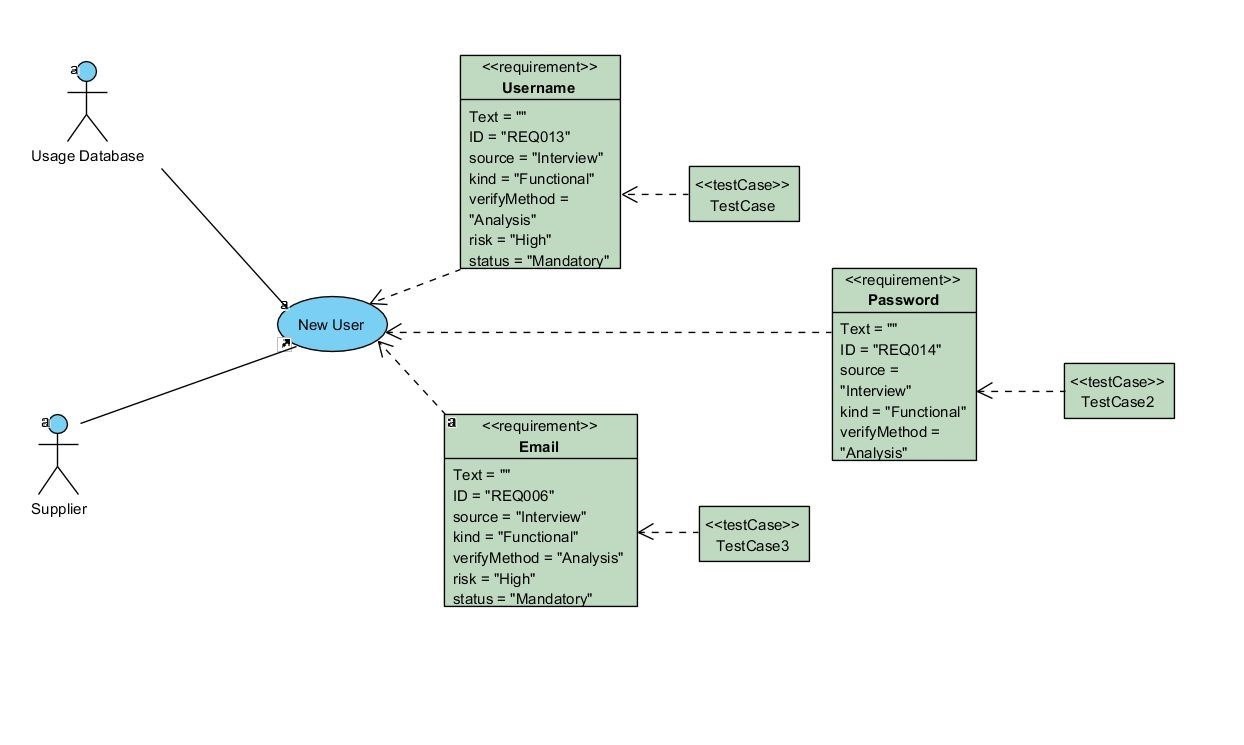 a
Usage Database
<<requirement>>
Username
Text = ""
ID = "REQ013"
source = "Interview"
kind = "Functional"
verifyMethod =
"Analysis"
risk = "High"
status = "Mandatory"
<<testCase>>
TestCase
a
New User
<<requirement>>
Password
Text = ""
ID = "REQ014"
source =
"Interview"
kind = "Functional"
verifyMethod =
"Analysis"
<<testCase>>
TestCase2
a
Supplier
a
<<requirement>>
Email
Text = ""
ID = "REQ006"
source = "Interview"
kind = "Functional"
verifyMethod = "Analysis"
risk = "High"
status = "Mandatory"
<<testCase>>
TestCase3